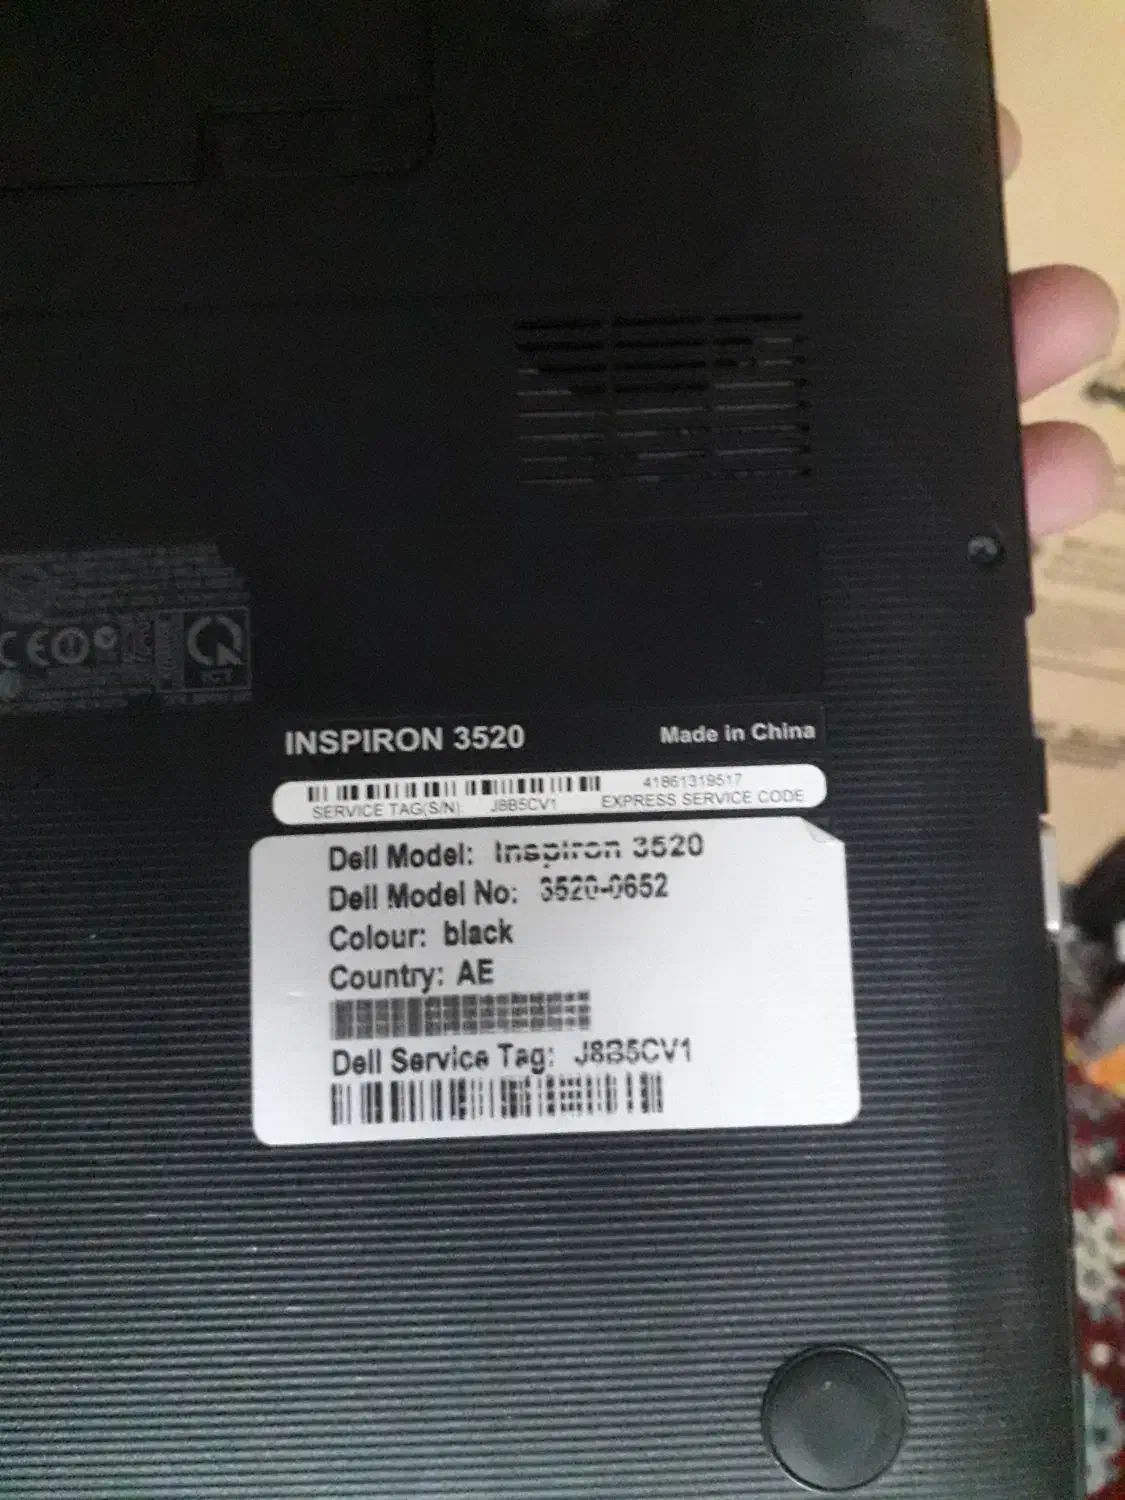 ICT
INSPIRON 3520 Made in China
41861319517
SERVICE TAG(S/N): J8B5CV1 EXPRESS SERVICE CODE
Dell Model: Inspiron 3520
Dell Model No: 3520-0652
Colour: black
Country: AE
Dell Service Tag: J8B5CV1